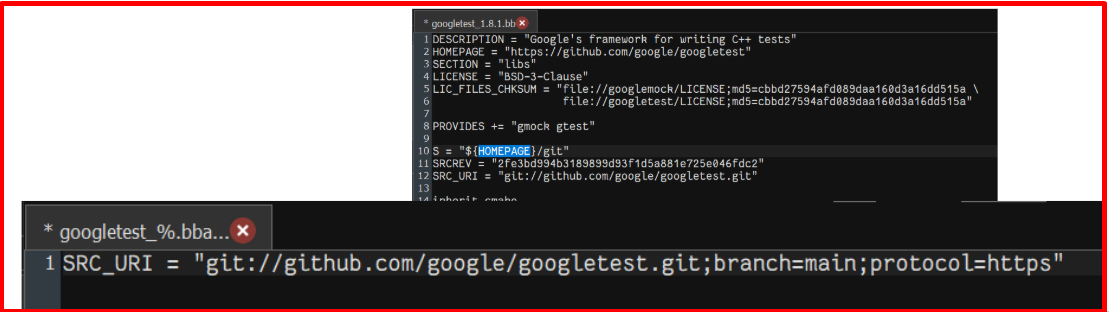 * googletest_1.8.1.bb
1 DESCRIPTION = "Google's framework for writing C++ tests"
2 HOMEPAGE = "https://github.com/google/googletest"
3 SECTION = "libs"
4 LICENSE = "BSD-3-Clause"
5 LIC_FILES_CHKSUM = "file://googlemock/LICENSE;md5=cbbd27594afd089daa160d3a16dd515a \
6 file://googletest/LICENSE;md5=cbbd27594afd089daa160d3a16dd515a"
7
8 PROVIDES += "gmock gtest"
9
10 S = "${HOMEPAGE}/git"
11 SRCREV = "2fe3bd994b3189899d93f1d5a881e725e046fdc2"
12 SRC_URI = "git://github.com/google/googletest.git"
13
14 inherit cmake
* googletest_%.bba...
1 SRC_URI = "git://github.com/google/googletest.git;branch=main;protocol=https"